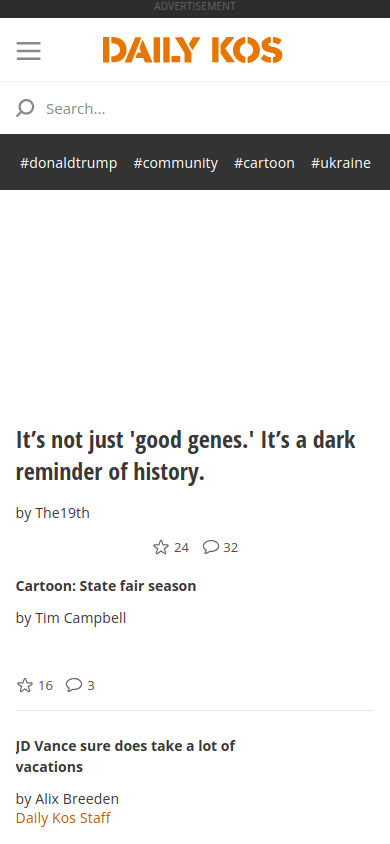 ADVERTISEMENT
DAILY KOS
Search...
#donaldtrump #community #cartoon #ukraine
It’s not just 'good genes.' It’s a dark
reminder of history.
by The19th
24 32
Cartoon: State fair season
by Tim Campbell
16 3
JD Vance sure does take a lot of
vacations
by Alix Breeden
Daily Kos Staff